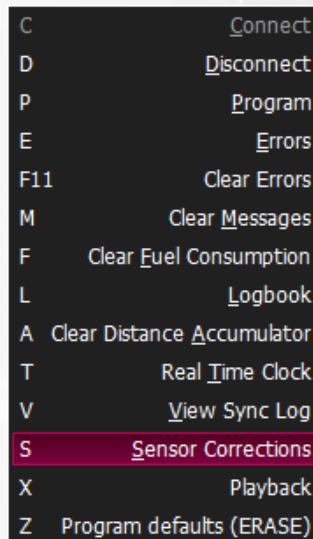 C Connect
D Disconnect
P Program
E Errors
F11 Clear Errors
M Clear Messages
F Clear Fuel Consumption
L Logbook
A Clear Distance Accumulator
T Real Time Clock
V View Sync Log
S Sensor Corrections
X Playback
Z Program defaults (ERASE)